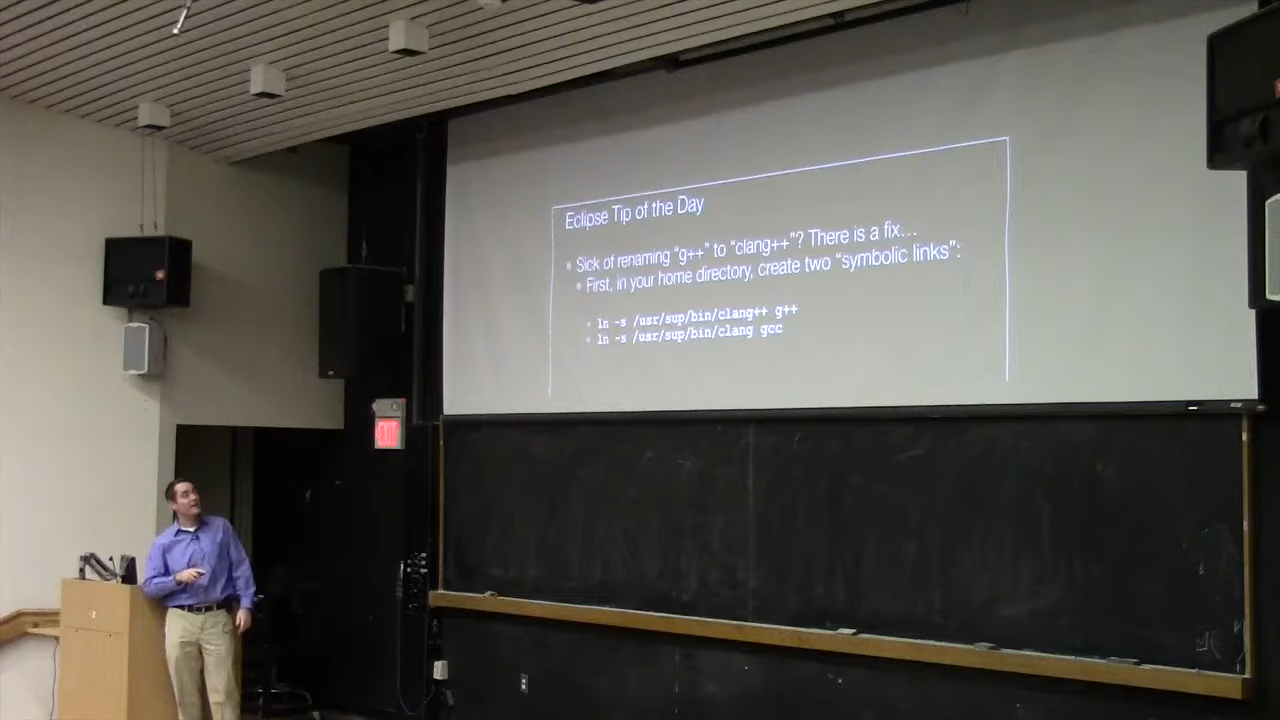 Eclipse Tip of the Day
Sick of renaming “g++” to “clang++”? There is a fix…
First, in your home directory, create two “symbolic links”:
ln -s /usr/sup/bin/clang++ g++
ln -s /usr/sup/bin/clang gcc
EXIT